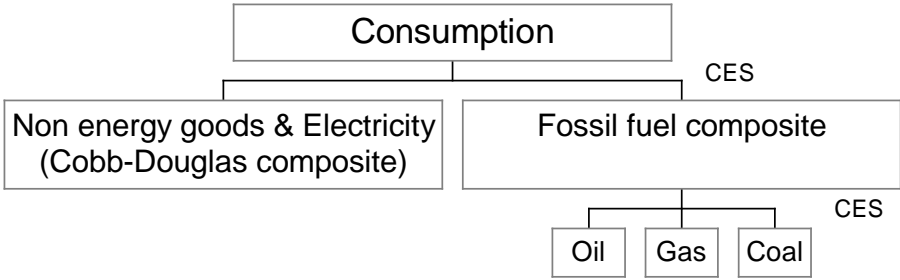 Consumption
CES
Non energy goods & Electricity
(Cobb-Douglas composite)
Fossil fuel composite
CES
Oil
Gas
Coal